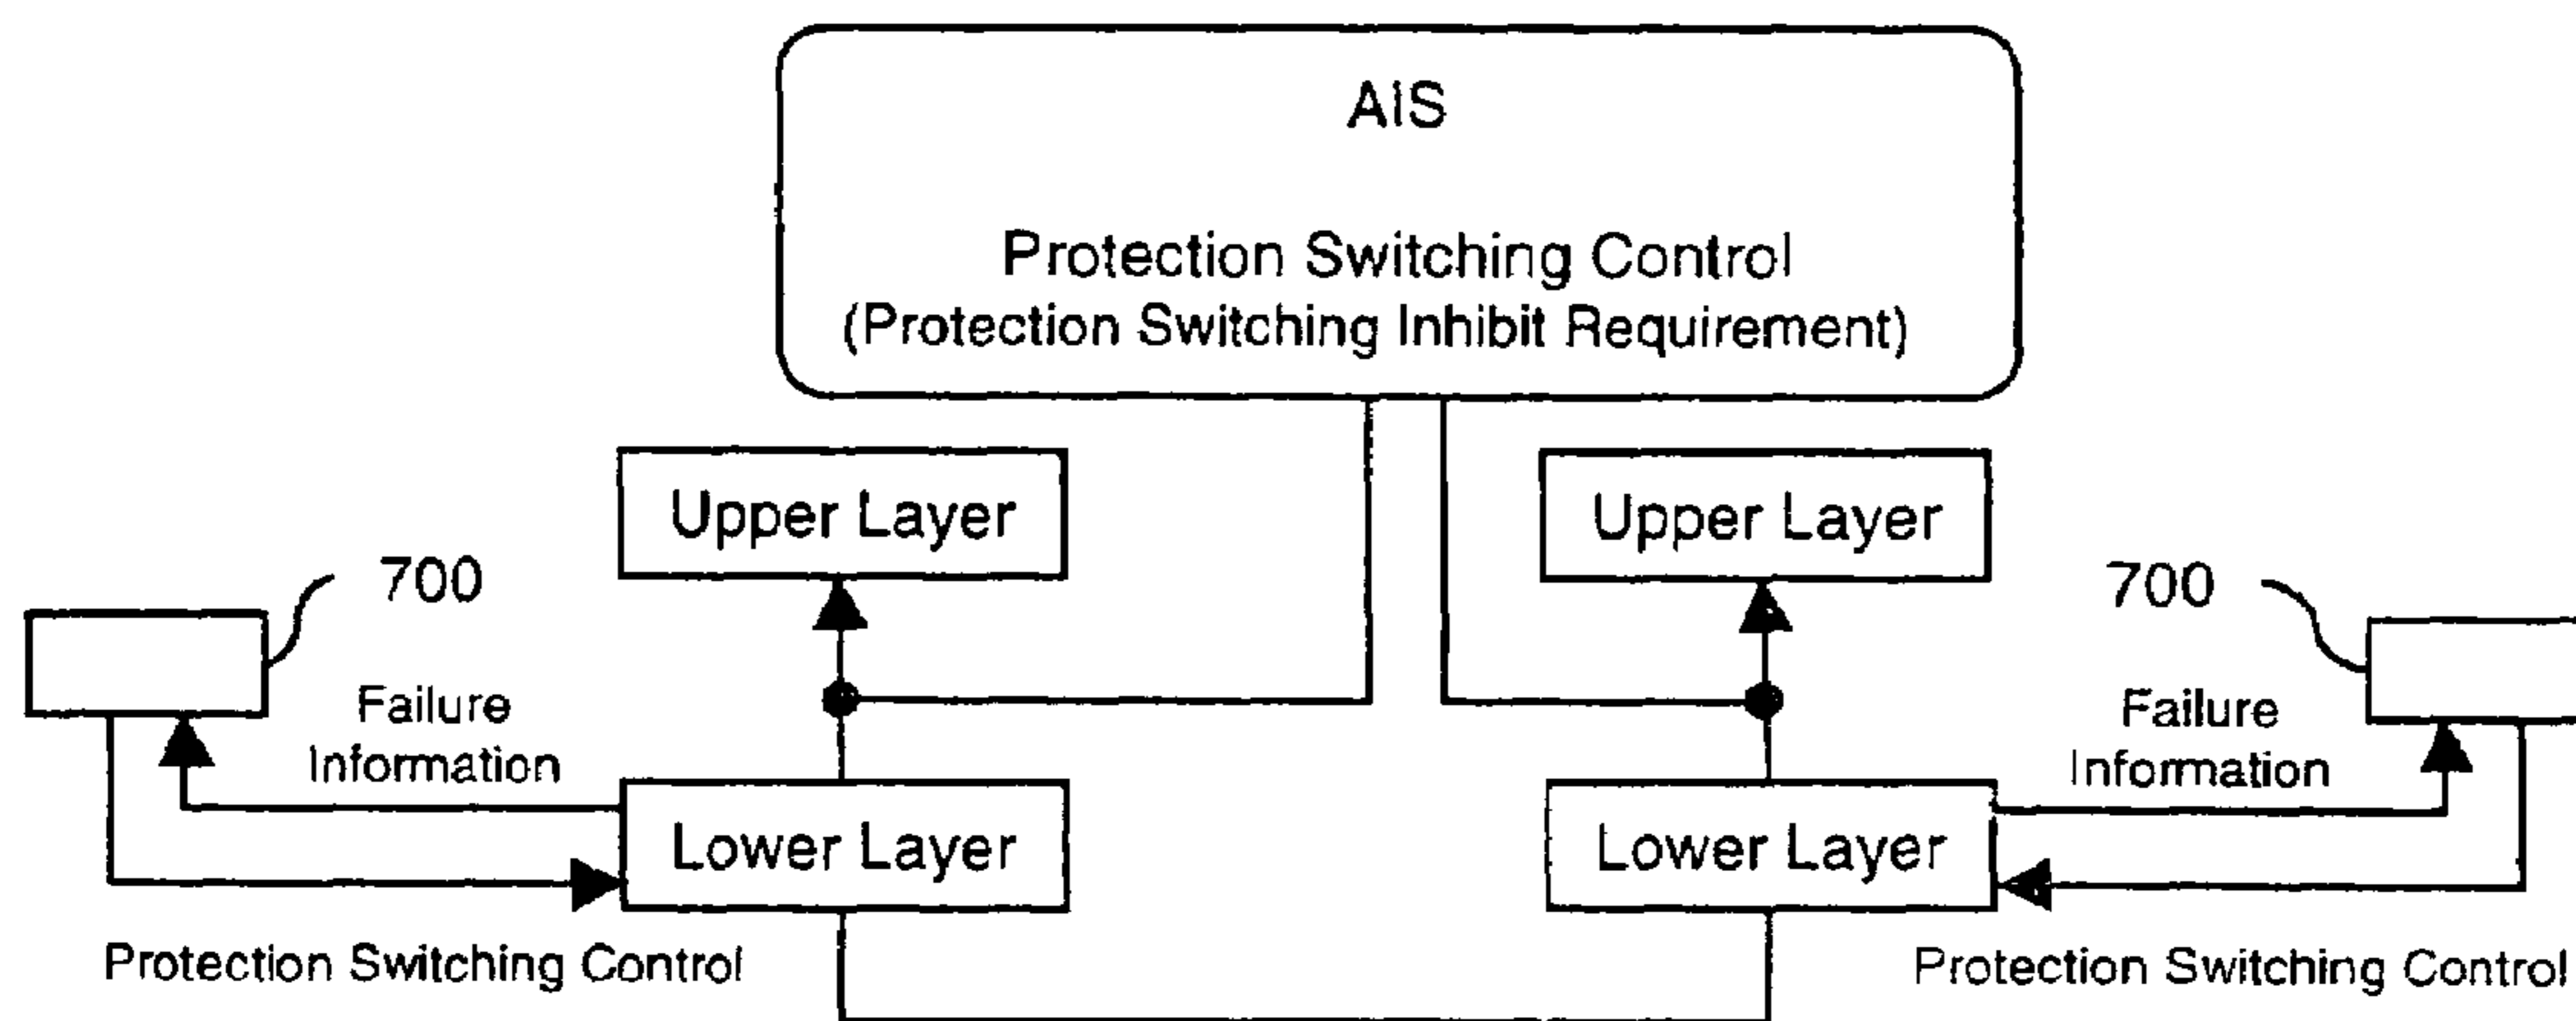 AIS
Protection Switching Control
(Protection Switching Inhibit Requirement)
Upper Layer
Upper Layer
700
700
Failure
Information
Failure
Information
Lower Layer
Lower Layer
Protection Switching Control
Protection Switching Control